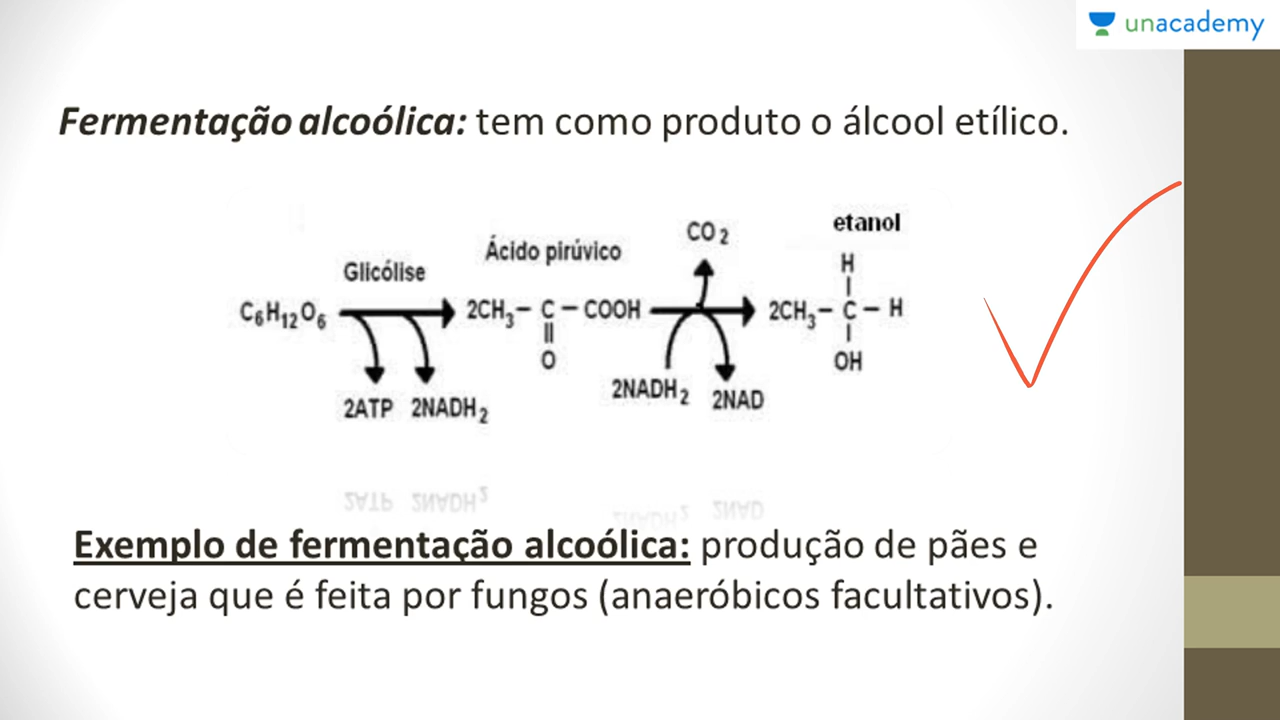 unacademy
Fermentação alcoólica: tem como produto o álcool etílico.
etanol
CO₂
Ácido pirúvico
H
Glicólise
C₆H₁₂O₆
2CH₃– C – COOH
2CH₃– C – H
O
OH
2ATP 2NADH₂
2NADH₂ 2NAD
Exemplo de fermentação alcoólica: produção de pães e
cerveja que é feita por fungos (anaeróbicos facultativos).